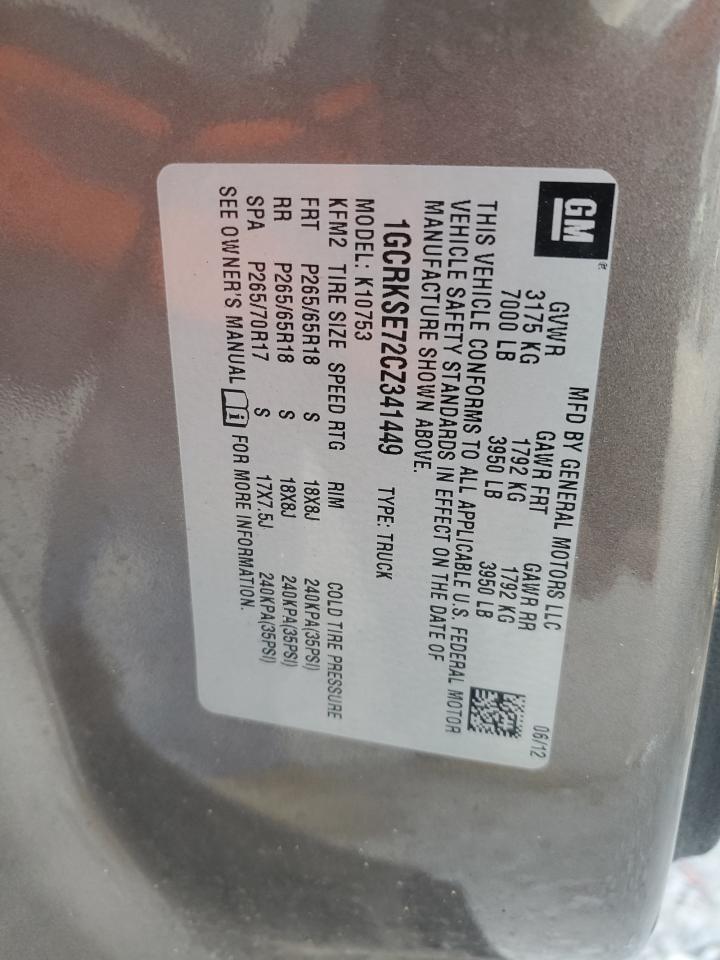 GM®
MFD BY GENERAL MOTORS LLC 06/12
GVWR GAWR FRT GAWR RR
3175 KG 1792 KG 1792 KG
7000 LB 3950 LB 3950 LB
THIS VEHICLE CONFORMS TO ALL APPLICABLE U.S. FEDERAL MOTOR
VEHICLE SAFETY STANDARDS IN EFFECT ON THE DATE OF
MANUFACTURE SHOWN ABOVE.
1GCRKSE72CZ341449 TYPE: TRUCK
MODEL: K10753
KFM2 TIRE SIZE SPEED RTG RIM COLD TIRE PRESSURE
FRT P265/65R18 S 18X8J 240KPA(35PSI)
RR P265/65R18 S 18X8J 240KPA(35PSI)
SPA P265/70R17 S 17X7.5J 240KPA(35PSI)
SEE OWNER'S MANUAL FOR MORE INFORMATION.